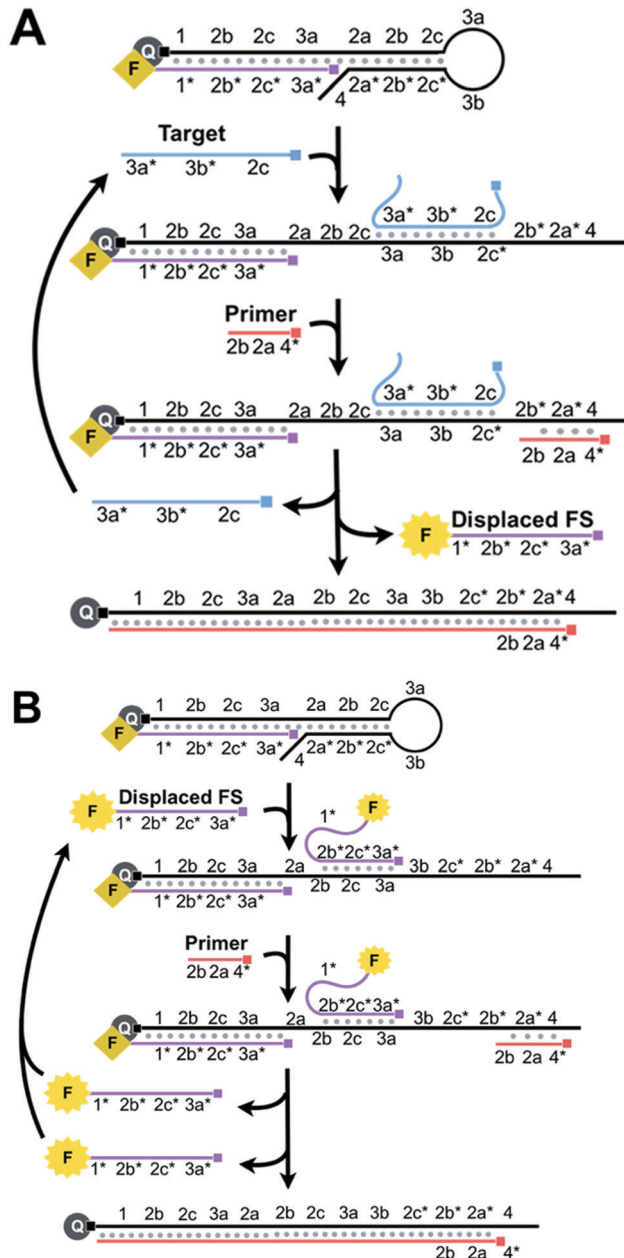 A
3a
1 2b 2c 3a 2a 2b 2c
Q
F
1* 2b* 2c* 3a* 2a* 2b* 2c*
4
3b
Target
3a* 3b* 2c
3a* 3b* 2c
1 2b 2c 3a 2a 2b 2c 2b* 2a* 4
Q
F
1* 2b* 2c* 3a* 3a 3b 2c*
Primer
2b 2a 4*
3a* 3b* 2c
1 2b 2c 3a 2a 2b 2c 2b* 2a* 4
Q
F
1* 2b* 2c* 3a* 3a 3b 2c* 2b 2a 4*
3a* 3b* 2c
Displaced FS
F
1* 2b* 2c* 3a*
1 2b 2c 3a 2a 2b 2c 3a 3b 2c* 2b* 2a* 4
Q
2b 2a 4*
B
3a
1 2b 2c 3a 2a 2b 2c
Q
F
1* 2b* 2c* 3a* 2a* 2b* 2c*
4
3b
Displaced FS
F
1* 2b* 2c* 3a*
1*
F
2b* 2c* 3a*
1 2b 2c 3a 2a 3b 2c* 2b* 2a* 4
Q
F
1* 2b* 2c* 3a* 2b 2c 3a
Primer
2b 2a 4*
1*
F
2b* 2c* 3a*
1 2b 2c 3a 2a 3b 2c* 2b* 2a* 4
Q
F
1* 2b* 2c* 3a* 2b 2c 3a 2b 2a 4*
F
1* 2b* 2c* 3a*
F
1* 2b* 2c* 3a*
1 2b 2c 3a 2a 2b 2c 3a 3b 2c* 2b* 2a* 4
Q
2b 2a 4*